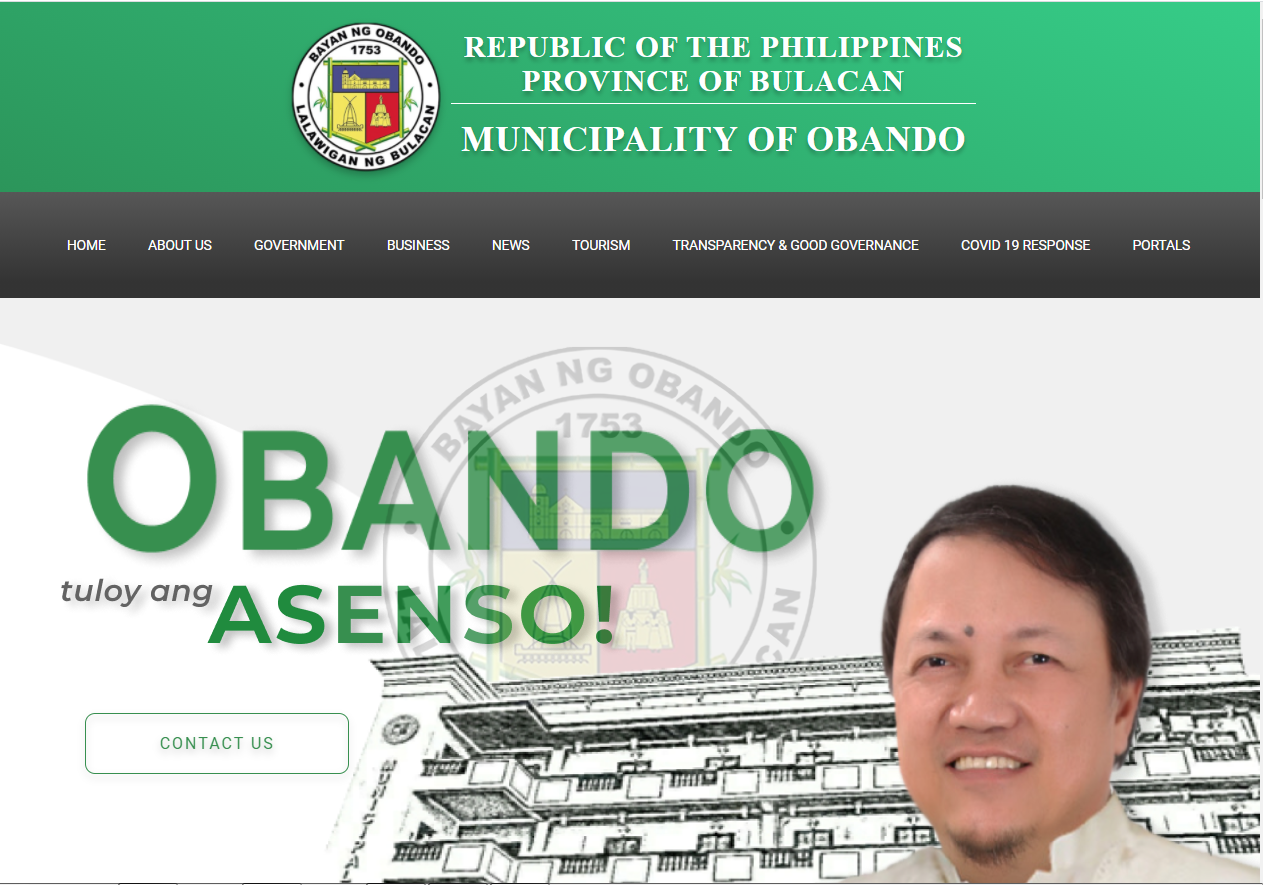 BAYAN NG OBANDO
1753
LALAWIGAN NG BULACAN
REPUBLIC OF THE PHILIPPINES
PROVINCE OF BULACAN
MUNICIPALITY OF OBANDO
HOME ABOUT US GOVERNMENT BUSINESS NEWS TOURISM TRANSPARENCY & GOOD GOVERNANCE COVID 19 RESPONSE PORTALS
BAYAN NG OBANDO
1753
OBANDO
tuloy ang ASENSO!
CONTACT US
MUNICIPAL